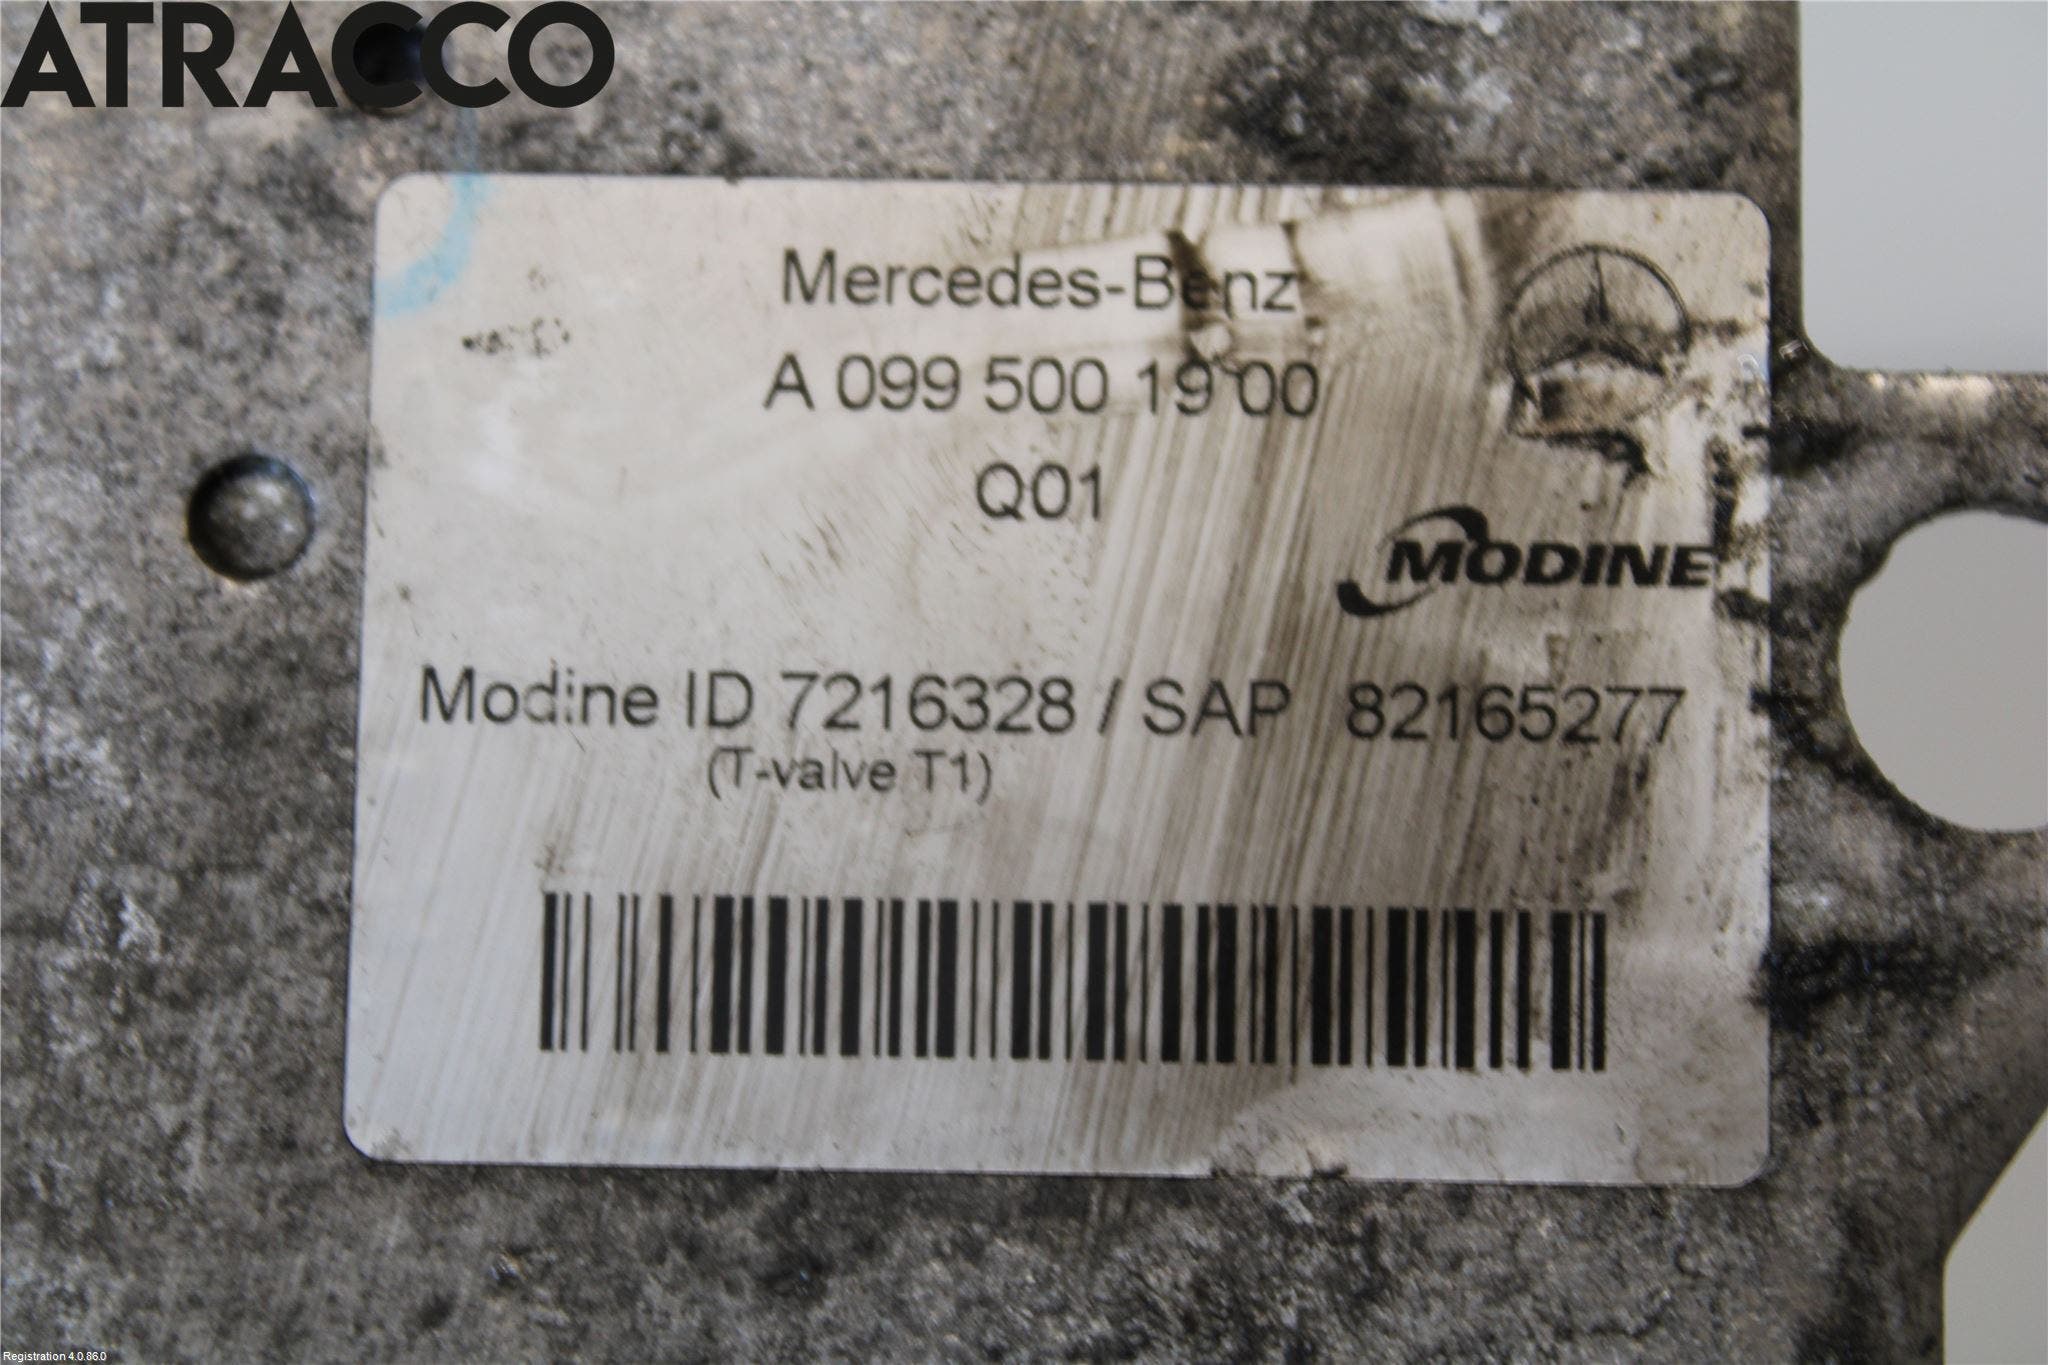 ATRACCO
Mercedes-Benz
A 099 500 19 00
Q01
MODINE
Modine ID 7216328 / SAP 82165277
(T-valve T1)
Registration 4.0.86.0